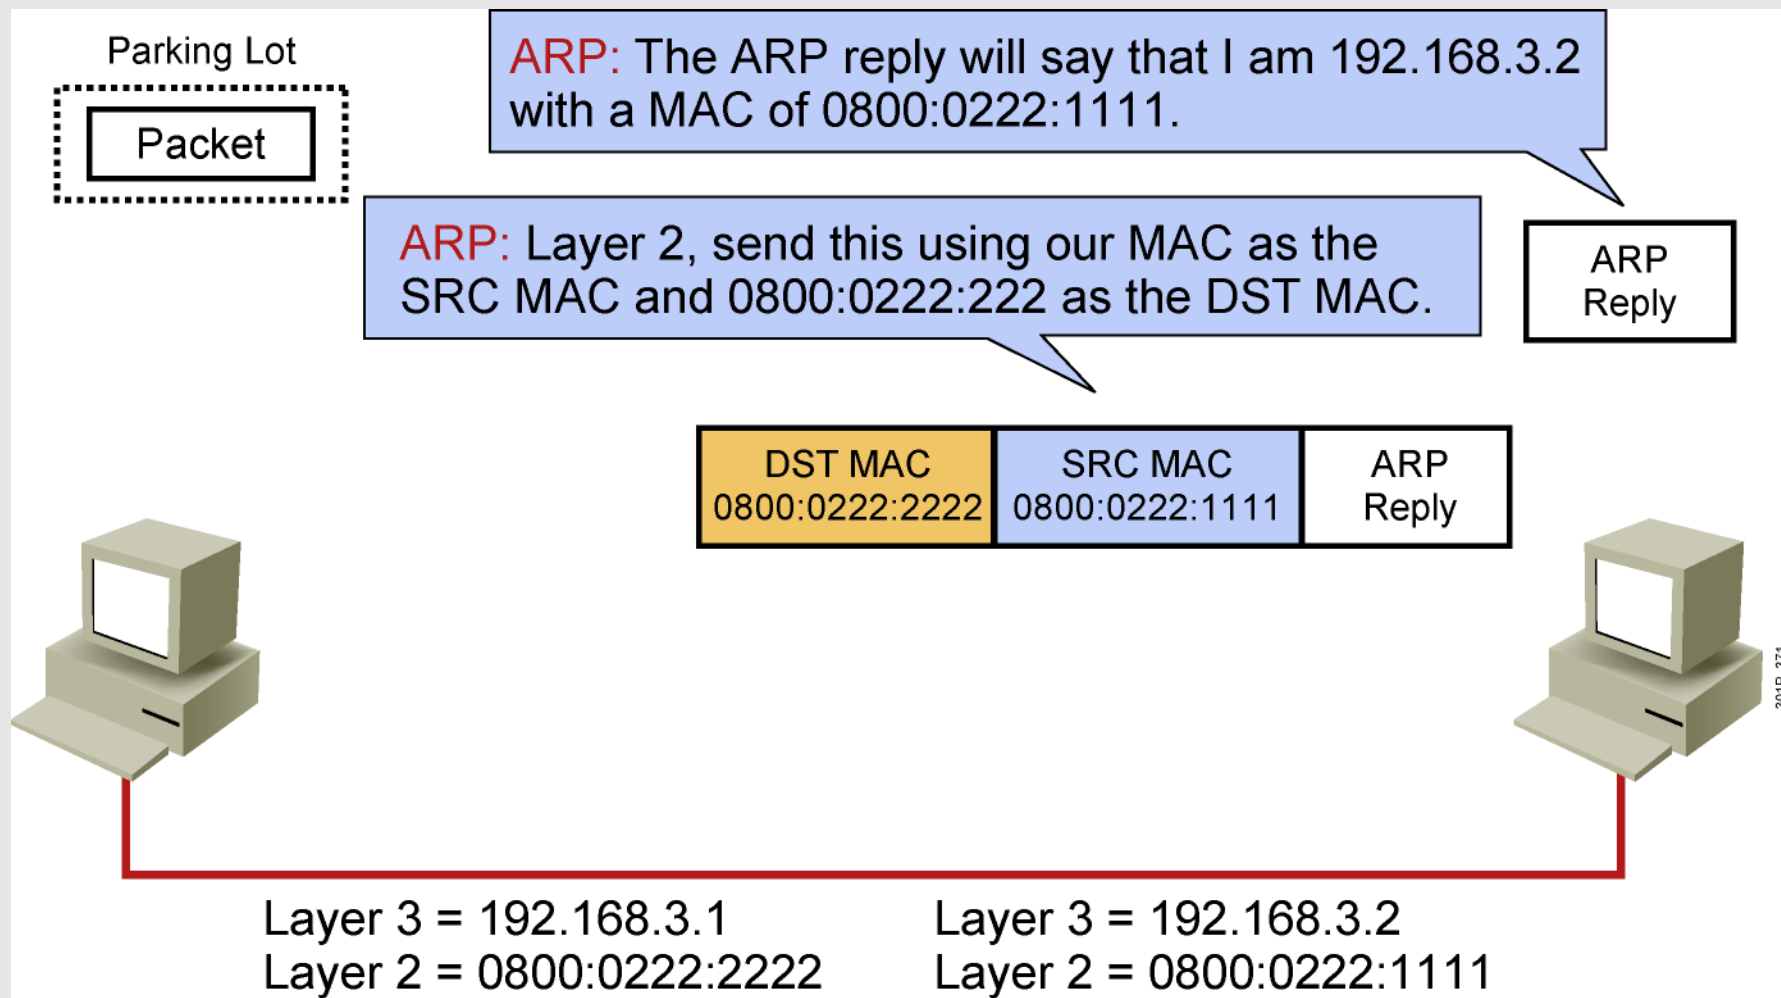 Parking Lot
Packet
ARP: The ARP reply will say that I am 192.168.3.2
with a MAC of 0800:0222:1111.
ARP: Layer 2, send this using our MAC as the
SRC MAC and 0800:0222:222 as the DST MAC.
ARP
Reply
DST MAC
0800:0222:2222
SRC MAC
0800:0222:1111
ARP
Reply
Layer 3 = 192.168.3.1
Layer 2 = 0800:0222:2222
Layer 3 = 192.168.3.2
Layer 2 = 0800:0222:1111